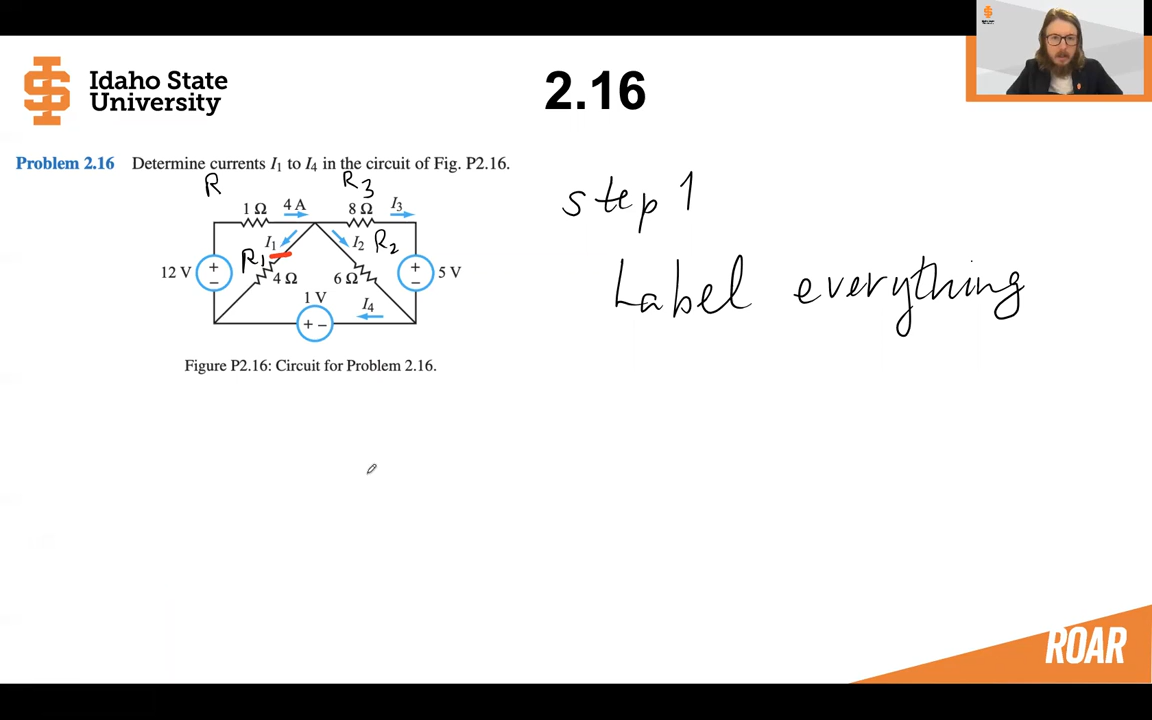 Idaho State
University
2.16
Problem 2.16 Determine currents I1 to I4 in the circuit of Fig. P2.16.
R
R3
1 Ω 4 A 8 Ω I3
I1 I2 R2
R1
12 V + − 4 Ω 6 Ω + − 5 V
1 V I4
+ −
Figure P2.16: Circuit for Problem 2.16.
step 1
Label everything
ROAR